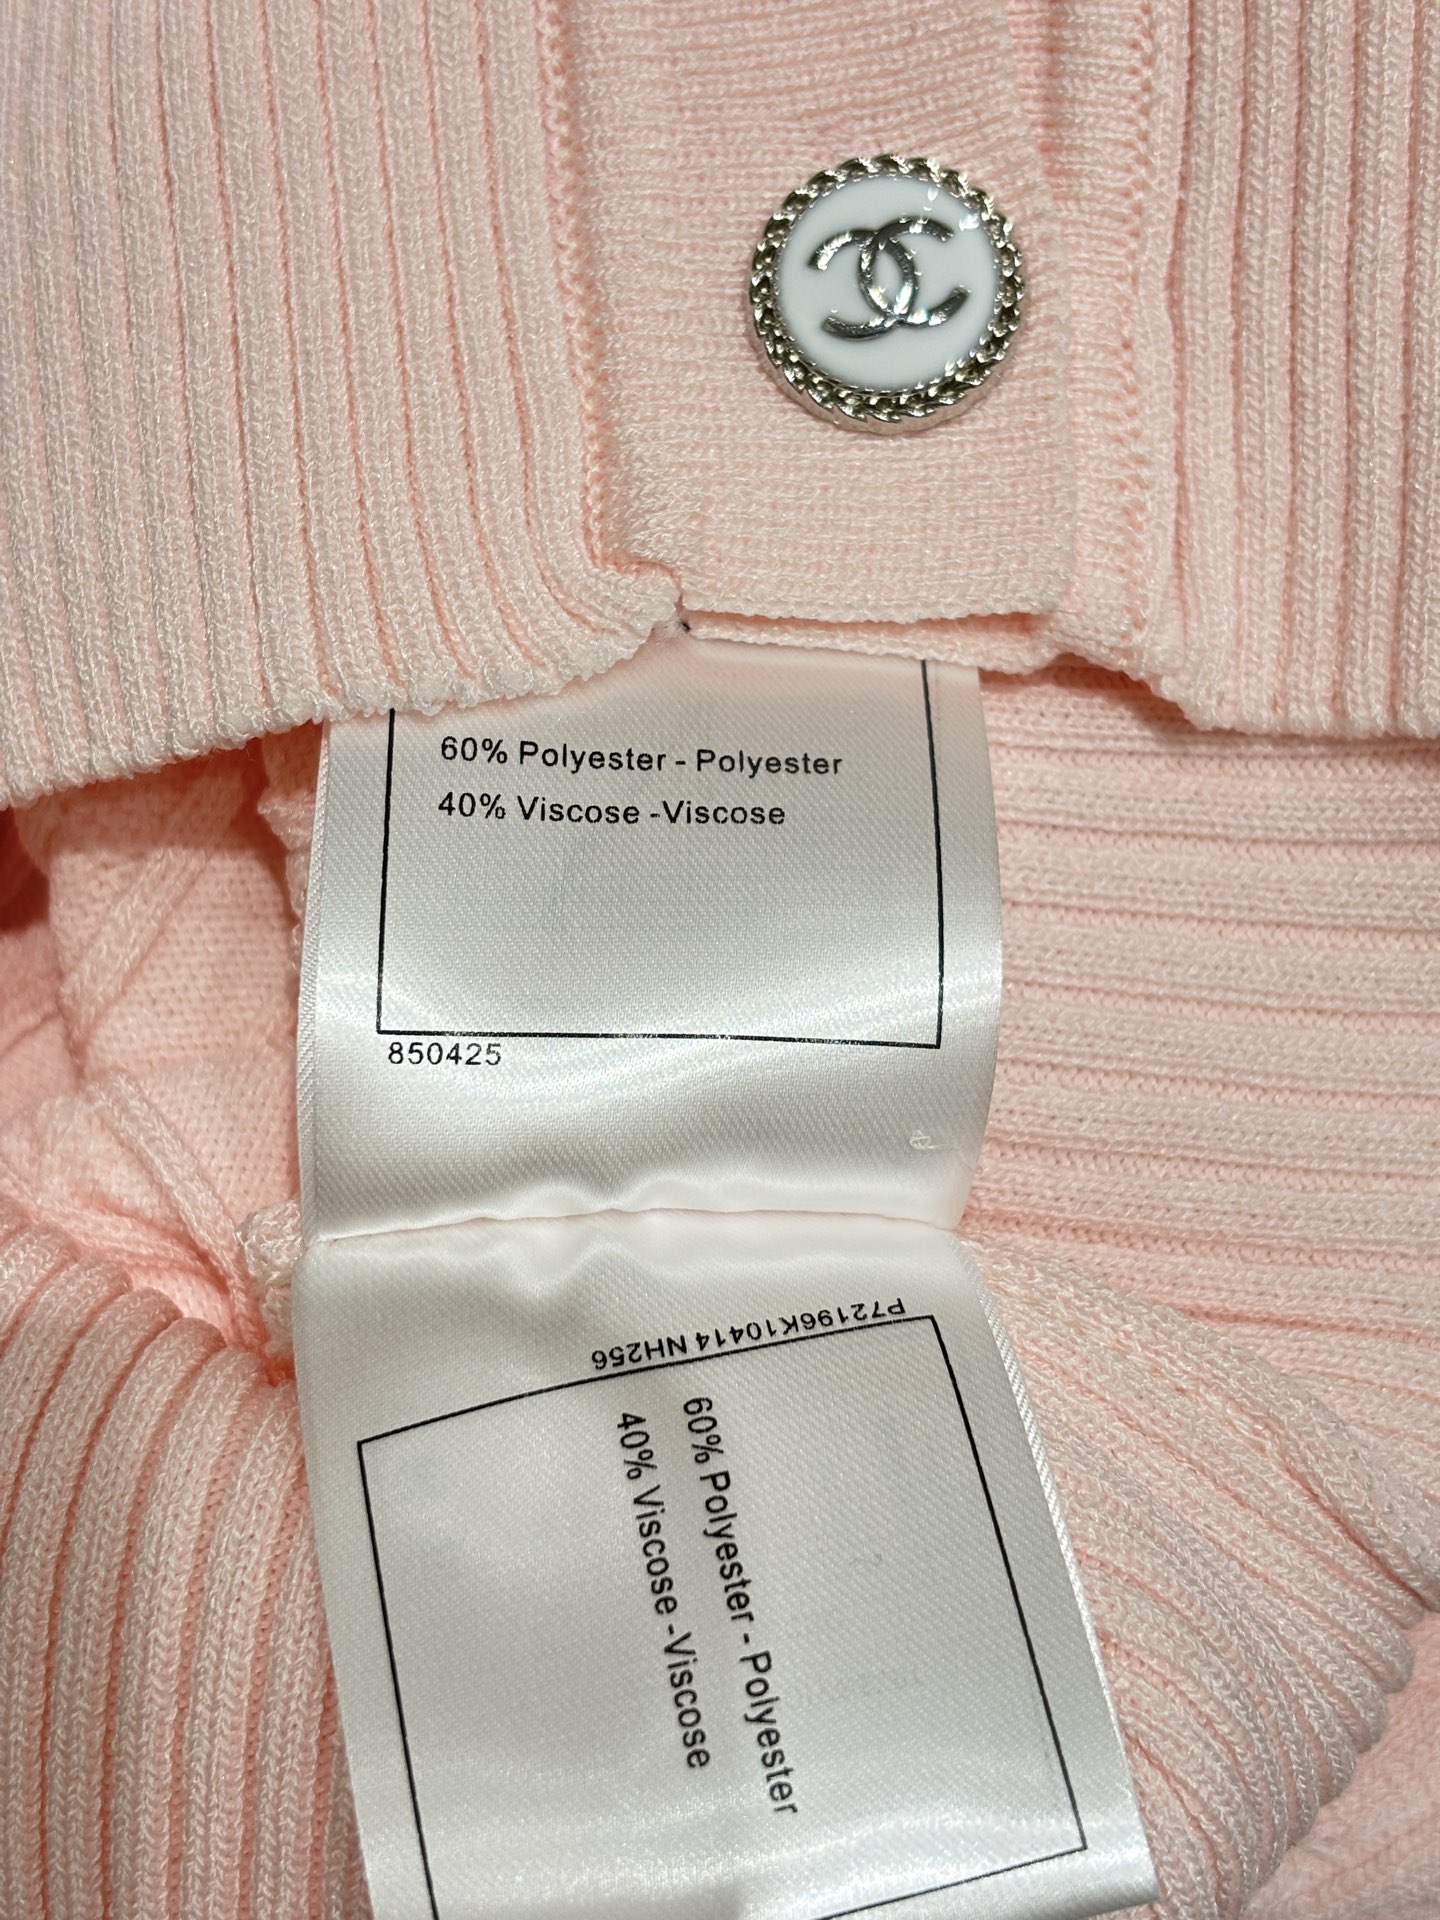 60% Polyester - Polyester
40% Viscose -Viscose
850425
P72196K10414 NH256
60% Polyester - Polyester
40% Viscose -Viscose